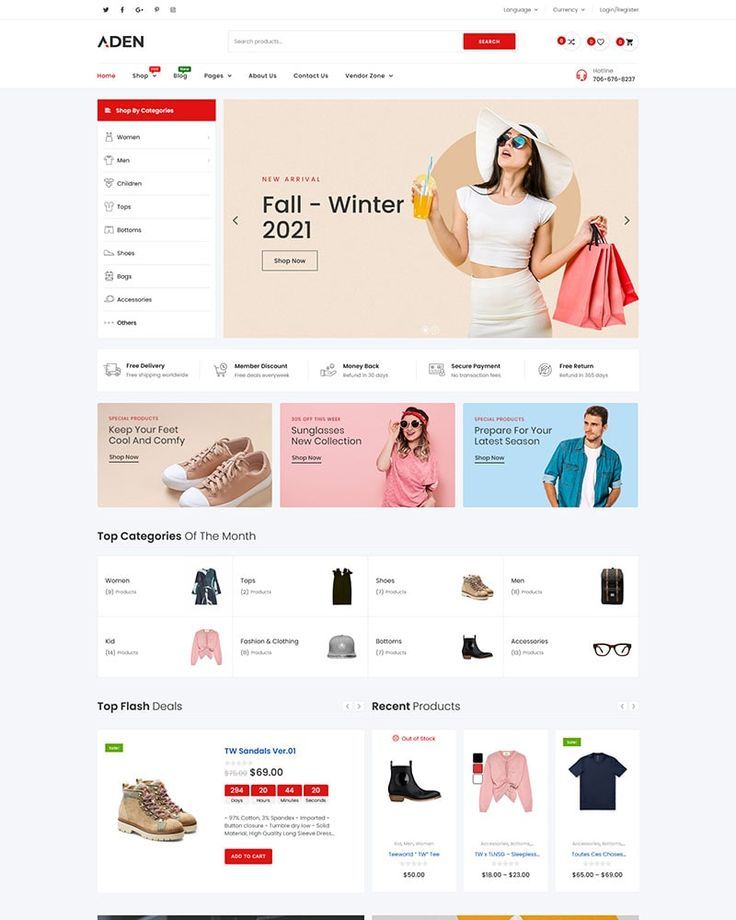 Language Currency Login/Register
ADEN
Search products...
SEARCH
0 0 0
Home Shop Blog Pages About Us Contact Us Vendor Zone
Hotline
706-676-8237
Shop By Categories
Women
Men
Children
Tops
Bottoms
Shoes
Bags
Accessories
Others
NEW ARRIVAL
Fall - Winter
2021
Shop Now
Free Delivery
Free shipping worldwide
Member Discount
Free deals everyweek
Money Back
Refund in 30 days
Secure Payment
No transaction fees
Free Return
Refund in 365 days
SPECIAL PRODUCTS
Keep Your Feet
Cool And Comfy
Shop Now
30% OFF THIS WEEK
Sunglasses
New Collection
Shop Now
SPECIAL PRODUCTS
Prepare For Your
Latest Season
Shop Now
Top Categories Of The Month
Women
(9) Products
Tops
(2) Products
Shoes
(7) Products
Men
(11) Products
Kid
(14) Products
Fashion & Clothing
(11) Products
Bottoms
(7) Products
Accessories
(13) Products
Top Flash Deals
Sale!
TW Sandals Ver.01
$75.00 $69.00
294 20 44 20
Days Hours Minutes Seconds
- 97% Cotton, 3% Spandex - Imported -
Button closure - Tumble dry low - Solid
Material, High Quality Long Sleeve Dress...
ADD TO CART
Recent Products
Out of Stock
Kid, Men, Women
Teeworld " TW" Tee
$50.00
Accessories, Bottoms,...
TW x TLNSG – Sleepless...
$18.00 – $23.00
Sale!
Accessories, Bottoms,...
Toutes Ces Choses...
$65.00 – $69.00